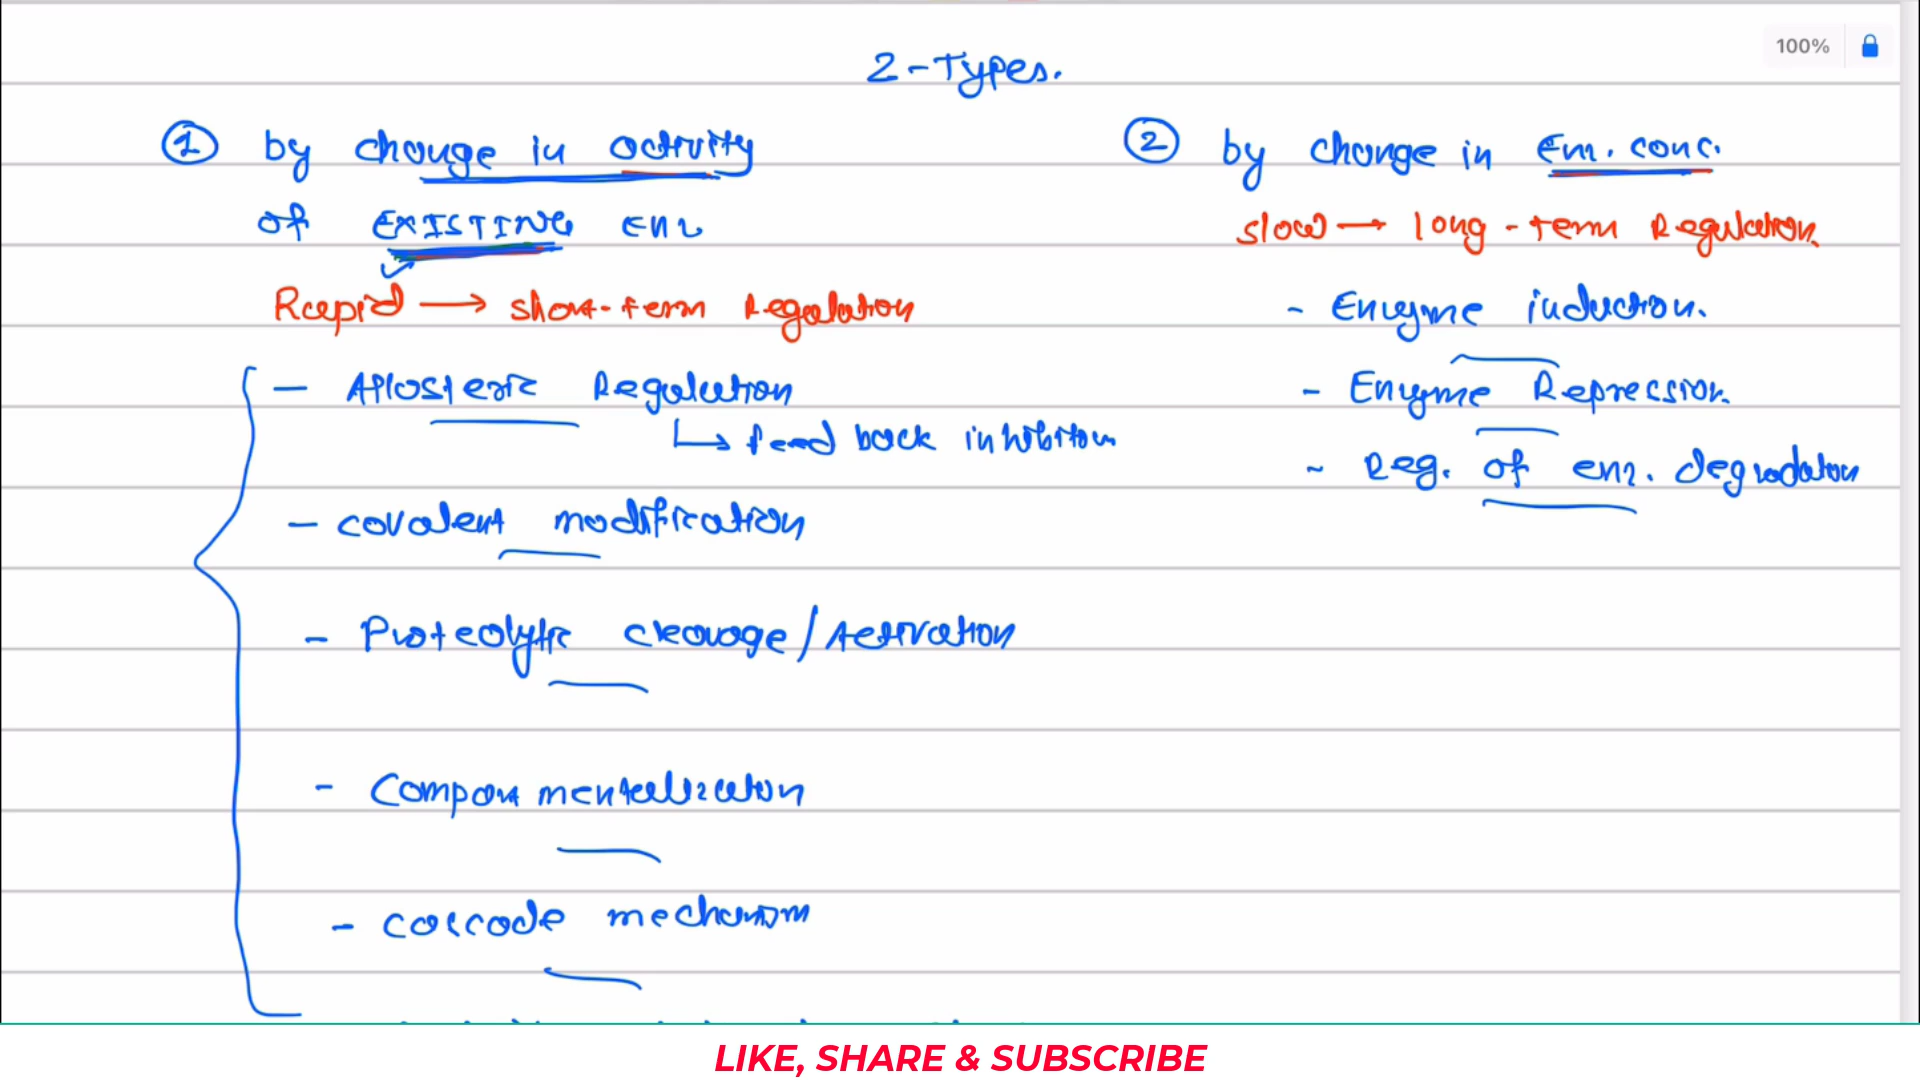 2-Types.
100%
① by change in activity
of EXISTING enz
Rapid → short-term Regulation
- Allosteric Regulation
↳ feed back inhibition
- covalent modification
- Proteolytic cleavage/Activation
- Compartmentalization
- cascade mechanism
② by change in Enz. conc.
slow → long-term Regulation.
- Enzyme induction.
- Enzyme Repression.
- Reg. of enz. degradation
LIKE, SHARE & SUBSCRIBE